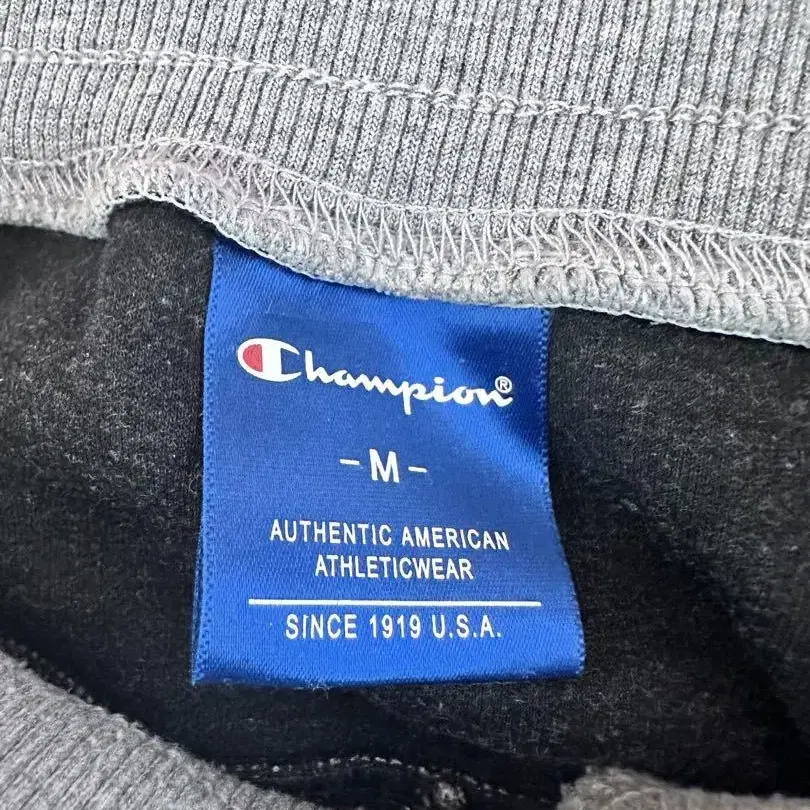 Champion®
-M-
AUTHENTIC AMERICAN
ATHLETICWEAR
SINCE 1919 U.S.A.